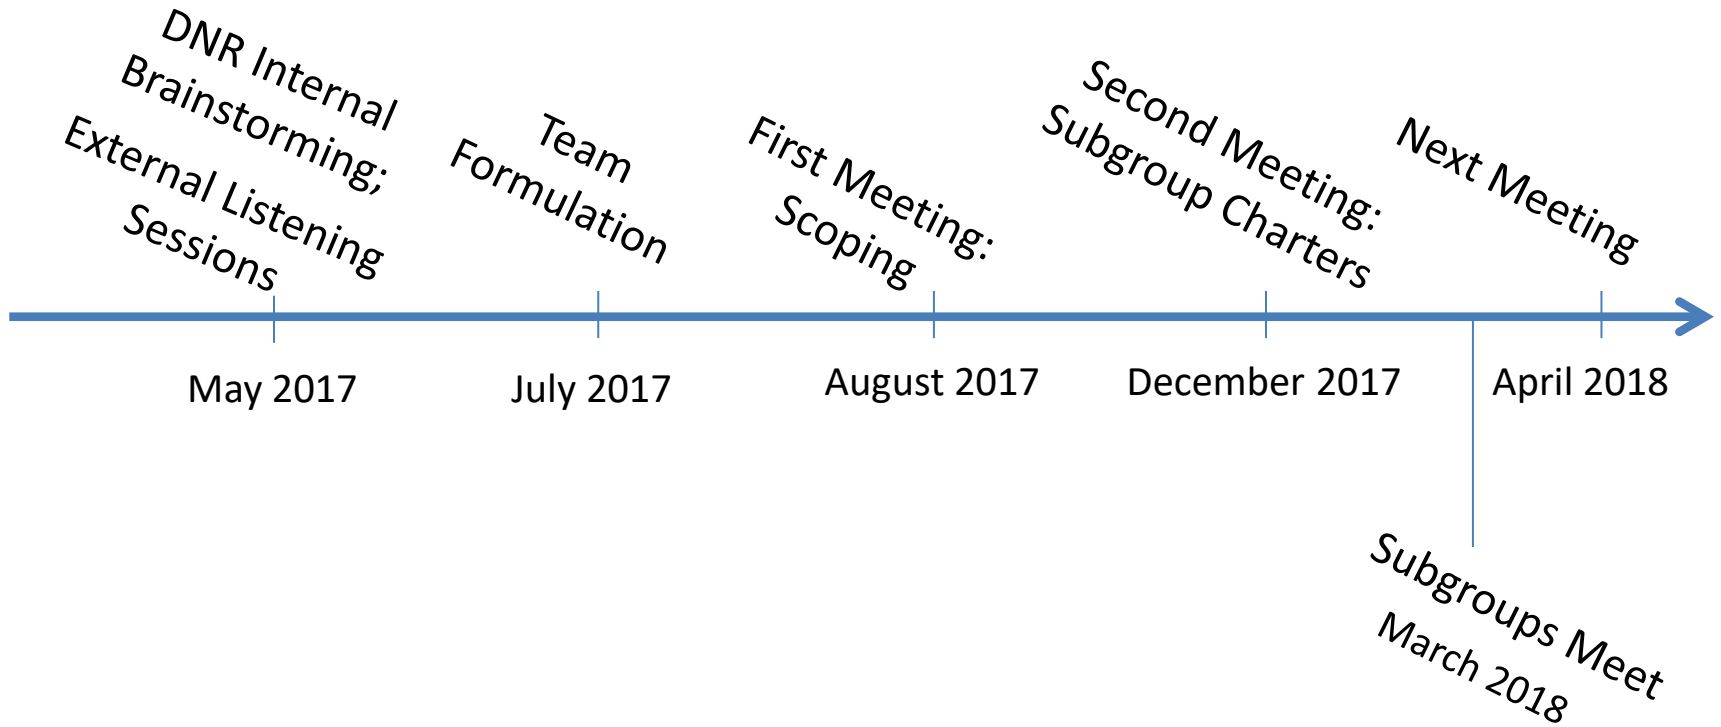 DNR Internal
Brainstorming;
External Listening
Sessions
Team
Formulation
First Meeting:
Scoping
Second Meeting:
Subgroup Charters
Next Meeting
May 2017
July 2017
August 2017
December 2017
April 2018
Subgroups Meet
March 2018